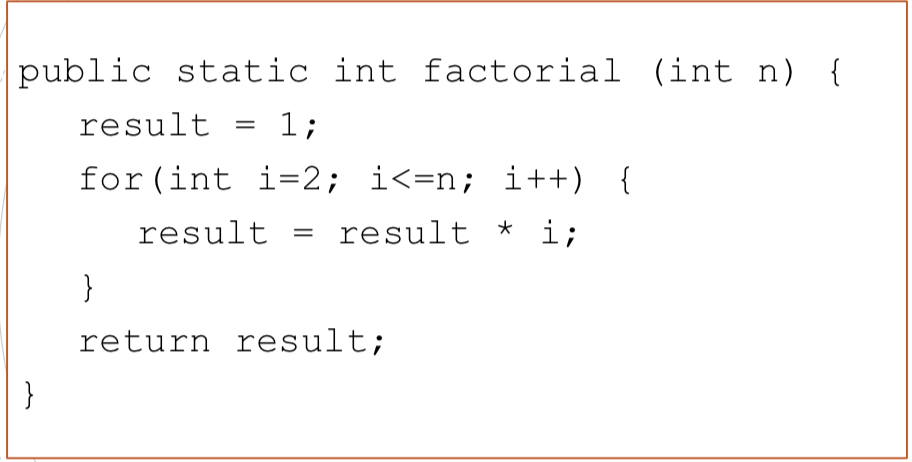 public static int factorial (int n) {
result = 1;
for(int i=2; i<=n; i++) {
result = result * i;
}
return result;
}